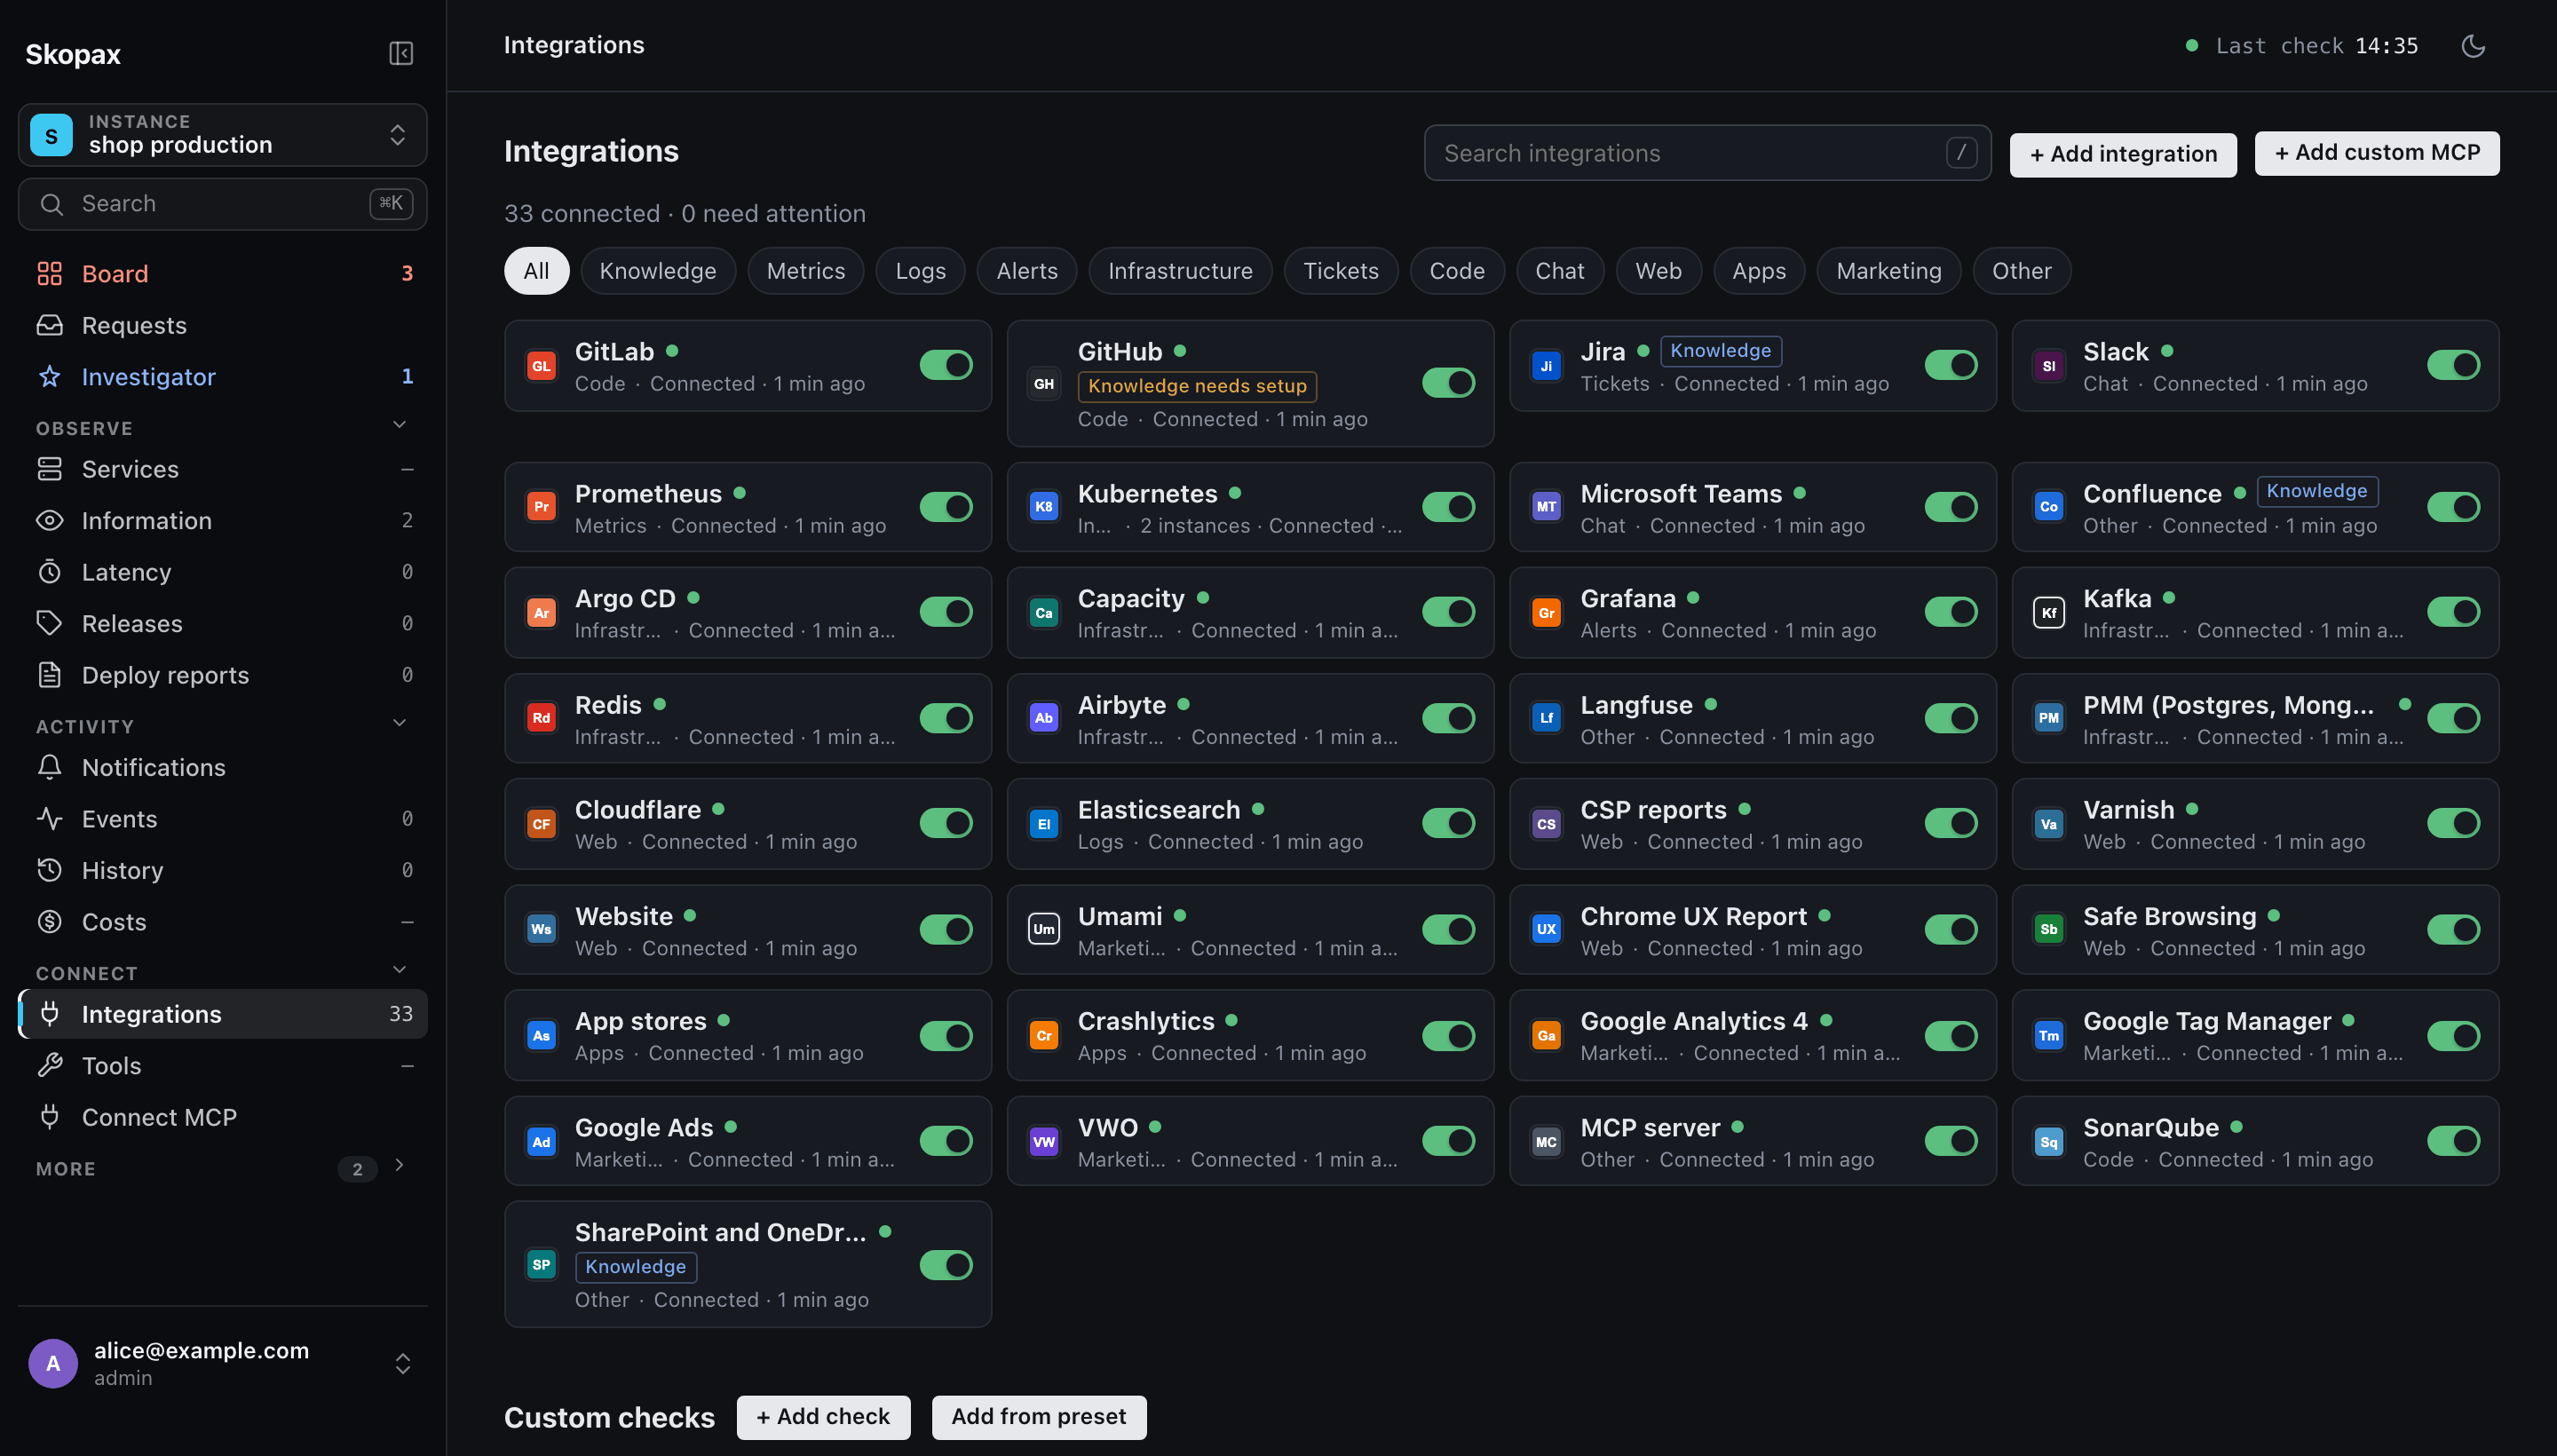 Skopax
S
INSTANCE
shop production
Search ⌘K
Board 3
Requests
Investigator 1
OBSERVE
Services –
Information 2
Latency 0
Releases 0
Deploy reports 0
ACTIVITY
Notifications
Events 0
History 0
Costs –
CONNECT
Integrations 33
Tools –
Connect MCP
MORE 2
A
alice@example.com
admin
Integrations
Last check 14:35
Integrations
Search integrations /
+ Add integration
+ Add custom MCP
33 connected · 0 need attention
All Knowledge Metrics Logs Alerts Infrastructure Tickets Code Chat Web Apps Marketing Other
GL
GitLab
Code · Connected · 1 min ago
GH
GitHub
Knowledge needs setup
Code · Connected · 1 min ago
Ji
Jira Knowledge
Tickets · Connected · 1 min ago
Sl
Slack
Chat · Connected · 1 min ago
Pr
Prometheus
Metrics · Connected · 1 min ago
K8
Kubernetes
In... · 2 instances · Connected ·...
MT
Microsoft Teams
Chat · Connected · 1 min ago
Co
Confluence Knowledge
Other · Connected · 1 min ago
Ar
Argo CD
Infrastr... · Connected · 1 min a...
Ca
Capacity
Infrastr... · Connected · 1 min a...
Gr
Grafana
Alerts · Connected · 1 min ago
Kf
Kafka
Infrastr... · Connected · 1 min a...
Rd
Redis
Infrastr... · Connected · 1 min a...
Ab
Airbyte
Infrastr... · Connected · 1 min a...
Lf
Langfuse
Other · Connected · 1 min ago
PM
PMM (Postgres, Mong...
Infrastr... · Connected · 1 min a...
CF
Cloudflare
Web · Connected · 1 min ago
El
Elasticsearch
Logs · Connected · 1 min ago
CS
CSP reports
Web · Connected · 1 min ago
Va
Varnish
Web · Connected · 1 min ago
Ws
Website
Web · Connected · 1 min ago
Um
Umami
Marketi... · Connected · 1 min a...
UX
Chrome UX Report
Web · Connected · 1 min ago
Sb
Safe Browsing
Web · Connected · 1 min ago
As
App stores
Apps · Connected · 1 min ago
Cr
Crashlytics
Apps · Connected · 1 min ago
Ga
Google Analytics 4
Marketi... · Connected · 1 min a...
Tm
Google Tag Manager
Marketi... · Connected · 1 min a...
Ad
Google Ads
Marketi... · Connected · 1 min a...
VW
VWO
Marketi... · Connected · 1 min a...
MC
MCP server
Other · Connected · 1 min ago
Sq
SonarQube
Code · Connected · 1 min ago
SP
SharePoint and OneDr...
Knowledge
Other · Connected · 1 min ago
Custom checks
+ Add check
Add from preset